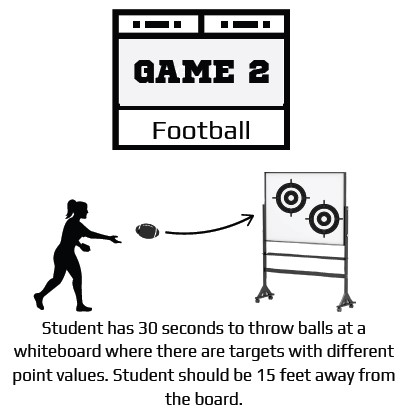 GAME 2
Football
Student has 30 seconds to throw balls at a
whiteboard where there are targets with different
point values. Student should be 15 feet away from
the board.